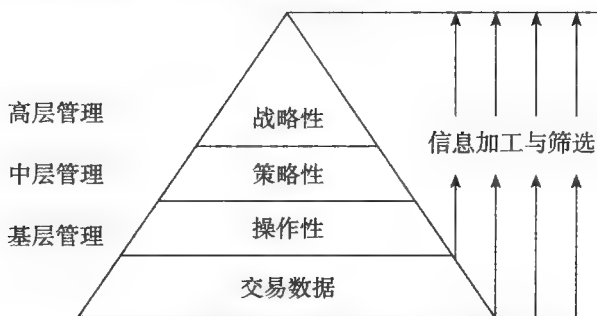 高层管理
战略性
信息加工与筛选
中层管理
策略性
基层管理
操作性
交易数据